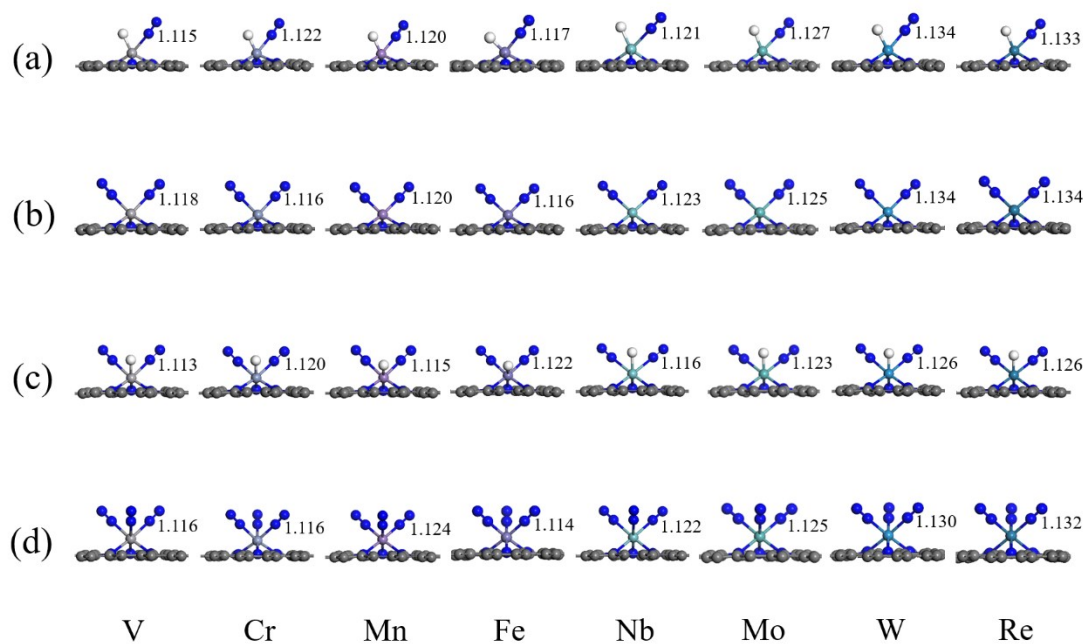 (a) 1.115 1.122 1.120 1.117 1.121 1.127 1.134 1.133
(b) 1.118 1.116 1.120 1.116 1.123 1.125 1.134 1.134
(c) 1.113 1.120 1.115 1.122 1.116 1.123 1.126 1.126
(d) 1.116 1.116 1.124 1.114 1.122 1.125 1.130 1.132
V Cr Mn Fe Nb Mo W Re